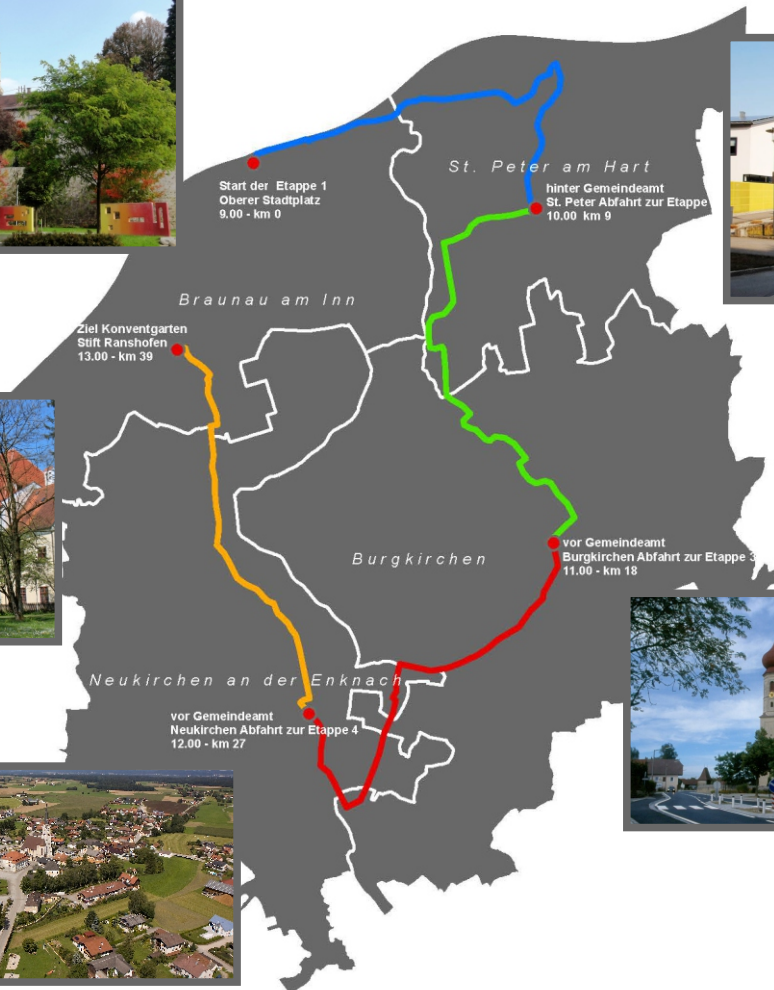 St. Peter am Hart
Start der Etappe 1
Oberer Stadtplatz
9.00 - km 0
hinter Gemeindeamt
St. Peter Abfahrt zur Etappe
10.00 km 9
Braunau am Inn
Ziel Konventgarten
Stift Ranshofen
13.00 - km 39
vor Gemeindeamt
Burgkirchen Abfahrt zur Etappe 3
11.00 - km 18
Burgkirchen
Neukirchen an der Enknach
vor Gemeindeamt
Neukirchen Abfahrt zur Etappe 4
12.00 - km 27